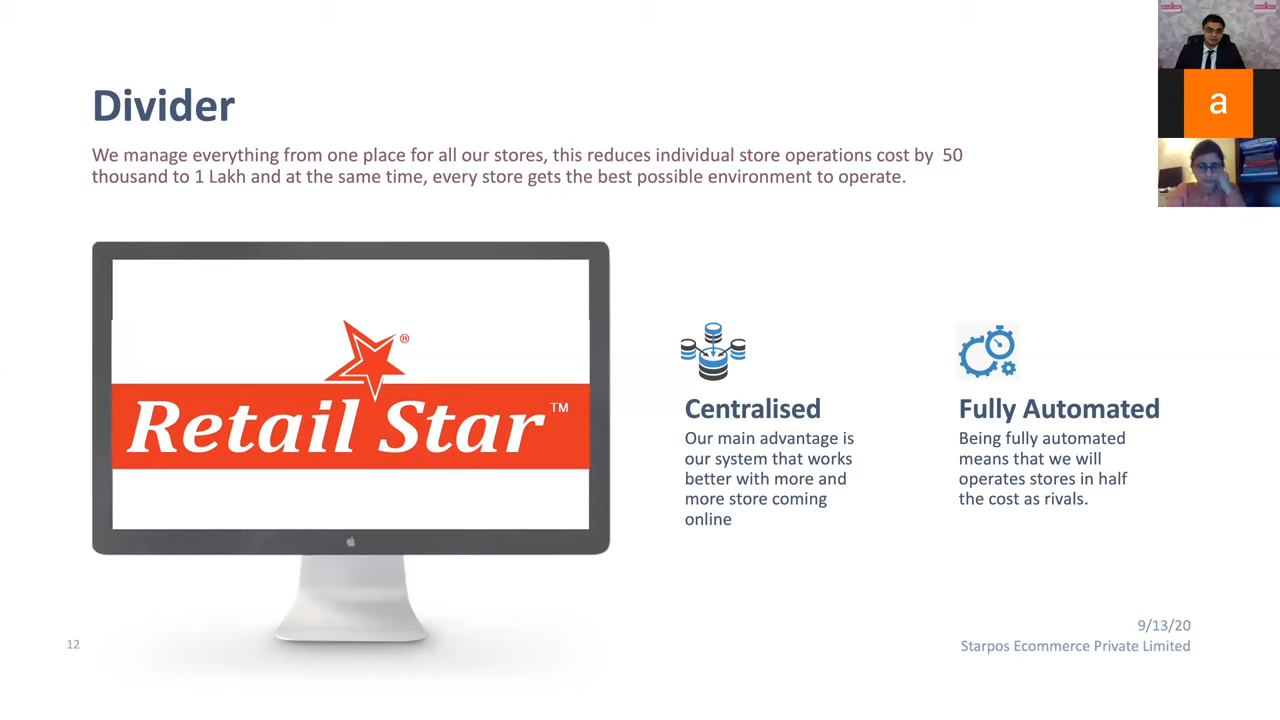 Divider
We manage everything from one place for all our stores, this reduces individual store operations cost by  50
thousand to 1 Lakh and at the same time, every store gets the best possible environment to operate.
a
®
Retail Star™
Centralised
Our main advantage is
our system that works
better with more and
more store coming
online
Fully Automated
Being fully automated
means that we will
operates stores in half
the cost as rivals.
9/13/20
Starpos Ecommerce Private Limited
12